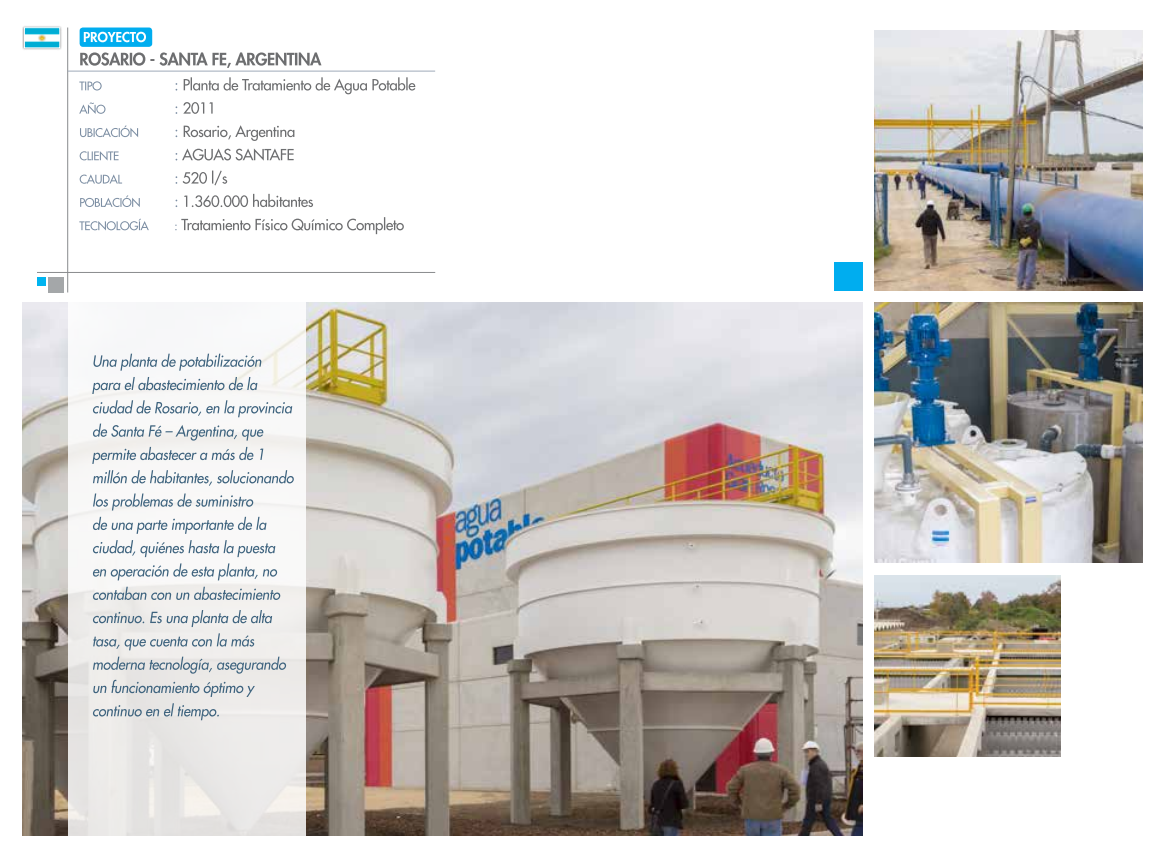 PROYECTO
ROSARIO - SANTA FE, ARGENTINA
TIPO : Planta de Tratamiento de Agua Potable
AÑO : 2011
UBICACIÓN : Rosario, Argentina
CLIENTE : AGUAS SANTAFE
CAUDAL : 520 l/s
POBLACIÓN : 1.360.000 habitantes
TECNOLOGÍA : Tratamiento Físico Químico Completo
Una planta de potabilización
para el abastecimiento de la
ciudad de Rosario, en la provincia
de Santa Fé – Argentina, que
permite abastecer a más de 1
millón de habitantes, solucionando
los problemas de suministro
de una parte importante de la
ciudad, quiénes hasta la puesta
en operación de esta planta, no
contaban con un abastecimiento
continuo. Es una planta de alta
tasa, que cuenta con la más
moderna tecnología, asegurando
un funcionamiento óptimo y
continuo en el tiempo.
agua
potable